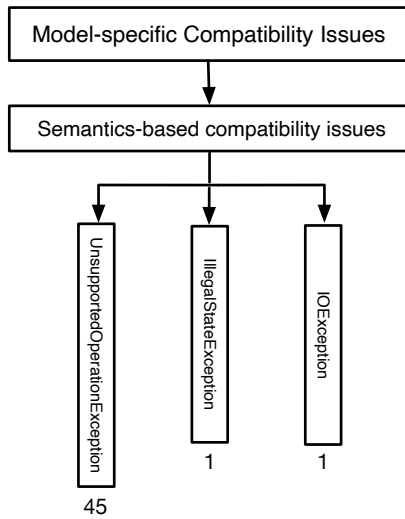 Model-specific Compatibility Issues
Semantics-based compatibility issues
UnsupportedOperationException
IllegalStateException
IOException
45
1
1